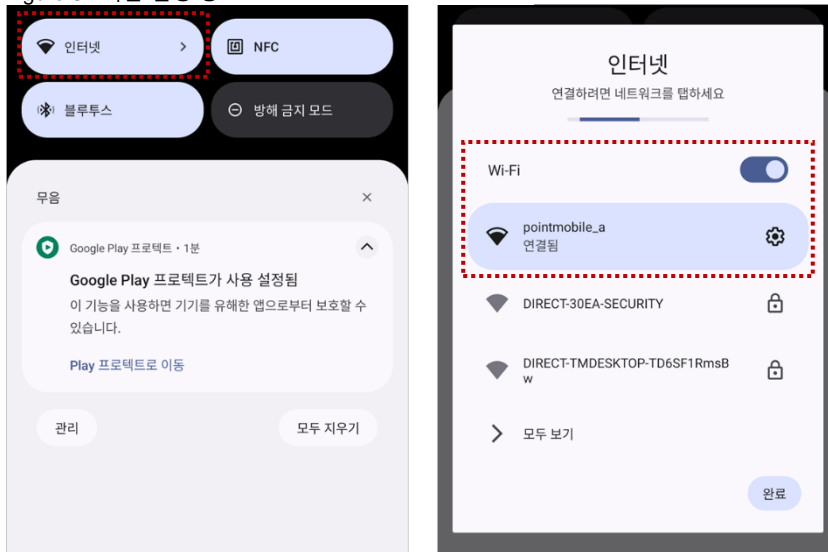 인터넷
NFC
블루투스
방해 금지 모드
무음
Google Play 프로텍트 • 1분
Google Play 프로텍트가 사용 설정됨
이 기능을 사용하면 기기를 유해한 앱으로부터 보호할 수
있습니다.
Play 프로텍트로 이동
관리
모두 지우기
인터넷
연결하려면 네트워크를 탭하세요
Wi-Fi
pointmobile_a
연결됨
DIRECT-30EA-SECURITY
DIRECT-TMDESKTOP-TD6SF1RmsB
w
모두 보기
완료